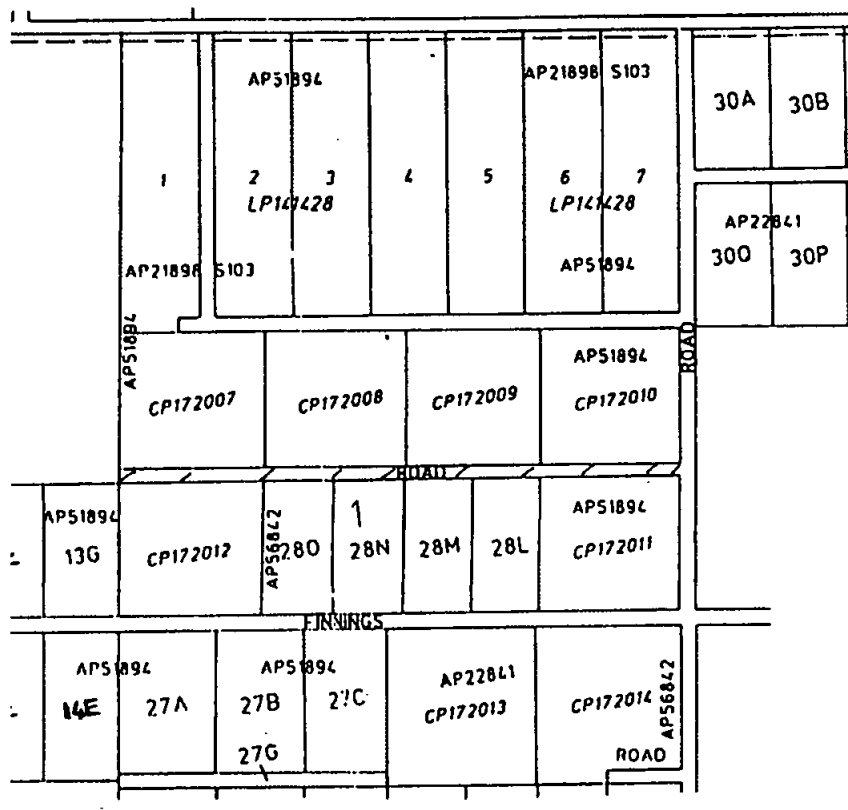 AP51894
AP21898 S103
30A
30B
1
2
3
4
5
6
7
LP141428
LP141428
AP22841
30Q
30P
AP21898 S103
AP51894
AP51894
ROAD
AP51894
CP172007
CP172008
CP172009
CP172010
ROAD
AP51894
13G
CP172012
AP56842
28O
1
28N
28M
28L
AP51894
CP172011
FINNINGS
AP51894
14E
27A
AP51894
27B
27C
27G
AP22841
CP172013
CP172014
AP56842
ROAD